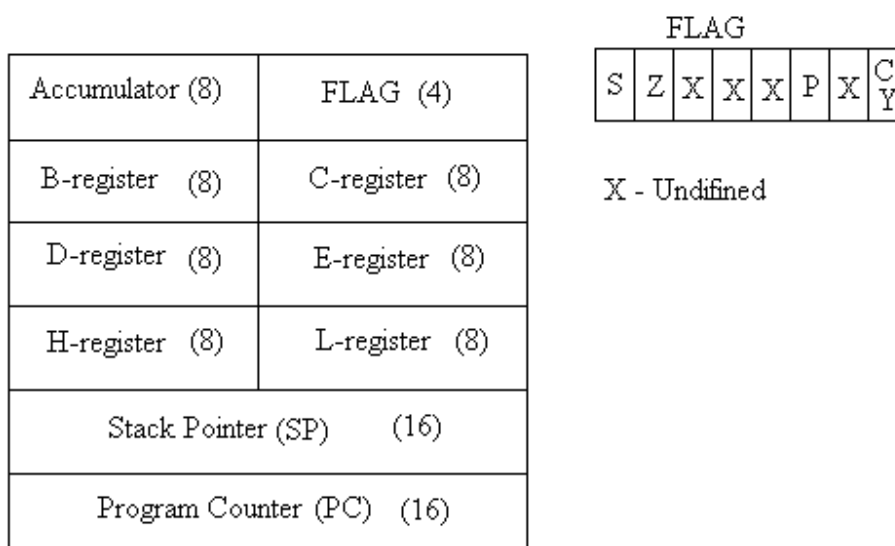 FLAG
S Z X X X P X CY
Accumulator (8) FLAG (4)
B-register (8) C-register (8)
X - Undifined
D-register (8) E-register (8)
H-register (8) L-register (8)
Stack Pointer (SP) (16)
Program Counter (PC) (16)